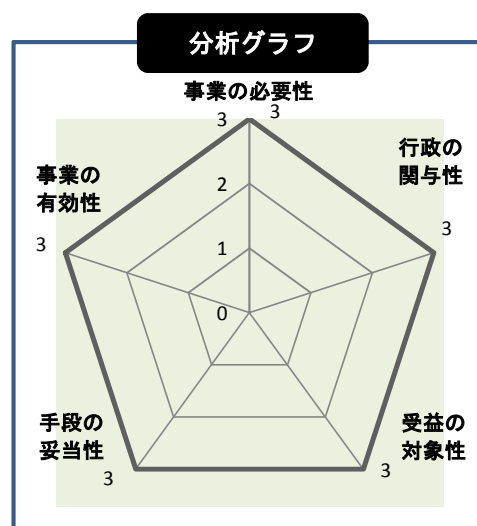 分析グラフ
事業の必要性
3
3
行政の
関与性
3
事業の
有効性
3
2
1
0
手段の
妥当性
3
受益の
対象性
3